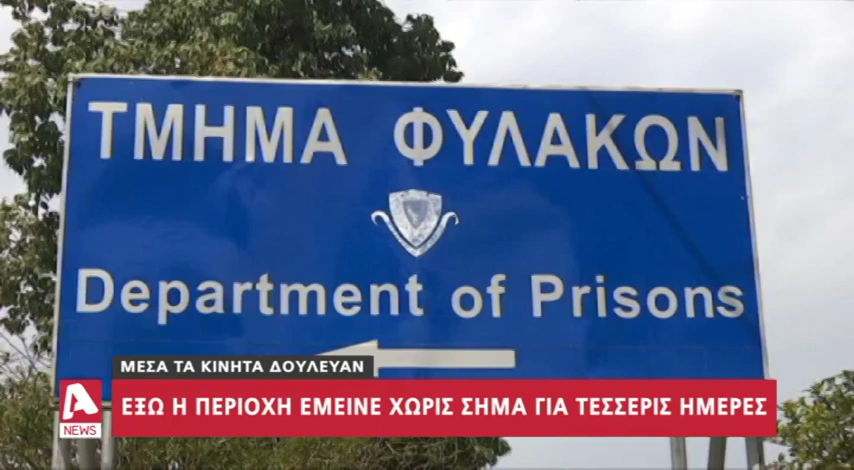 ΤΜΗΜΑ ΦΥΛΑΚΩΝ
Department of Prisons
ΜΕΣΑ ΤΑ ΚΙΝΗΤΑ ΔΟΥΛΕΥΑΝ
ΕΞΩ Η ΠΕΡΙΟΧΗ ΕΜΕΙΝΕ ΧΩΡΙΣ ΣΗΜΑ ΓΙΑ ΤΕΣΣΕΡΙΣ ΗΜΕΡΕΣ
A
NEWS